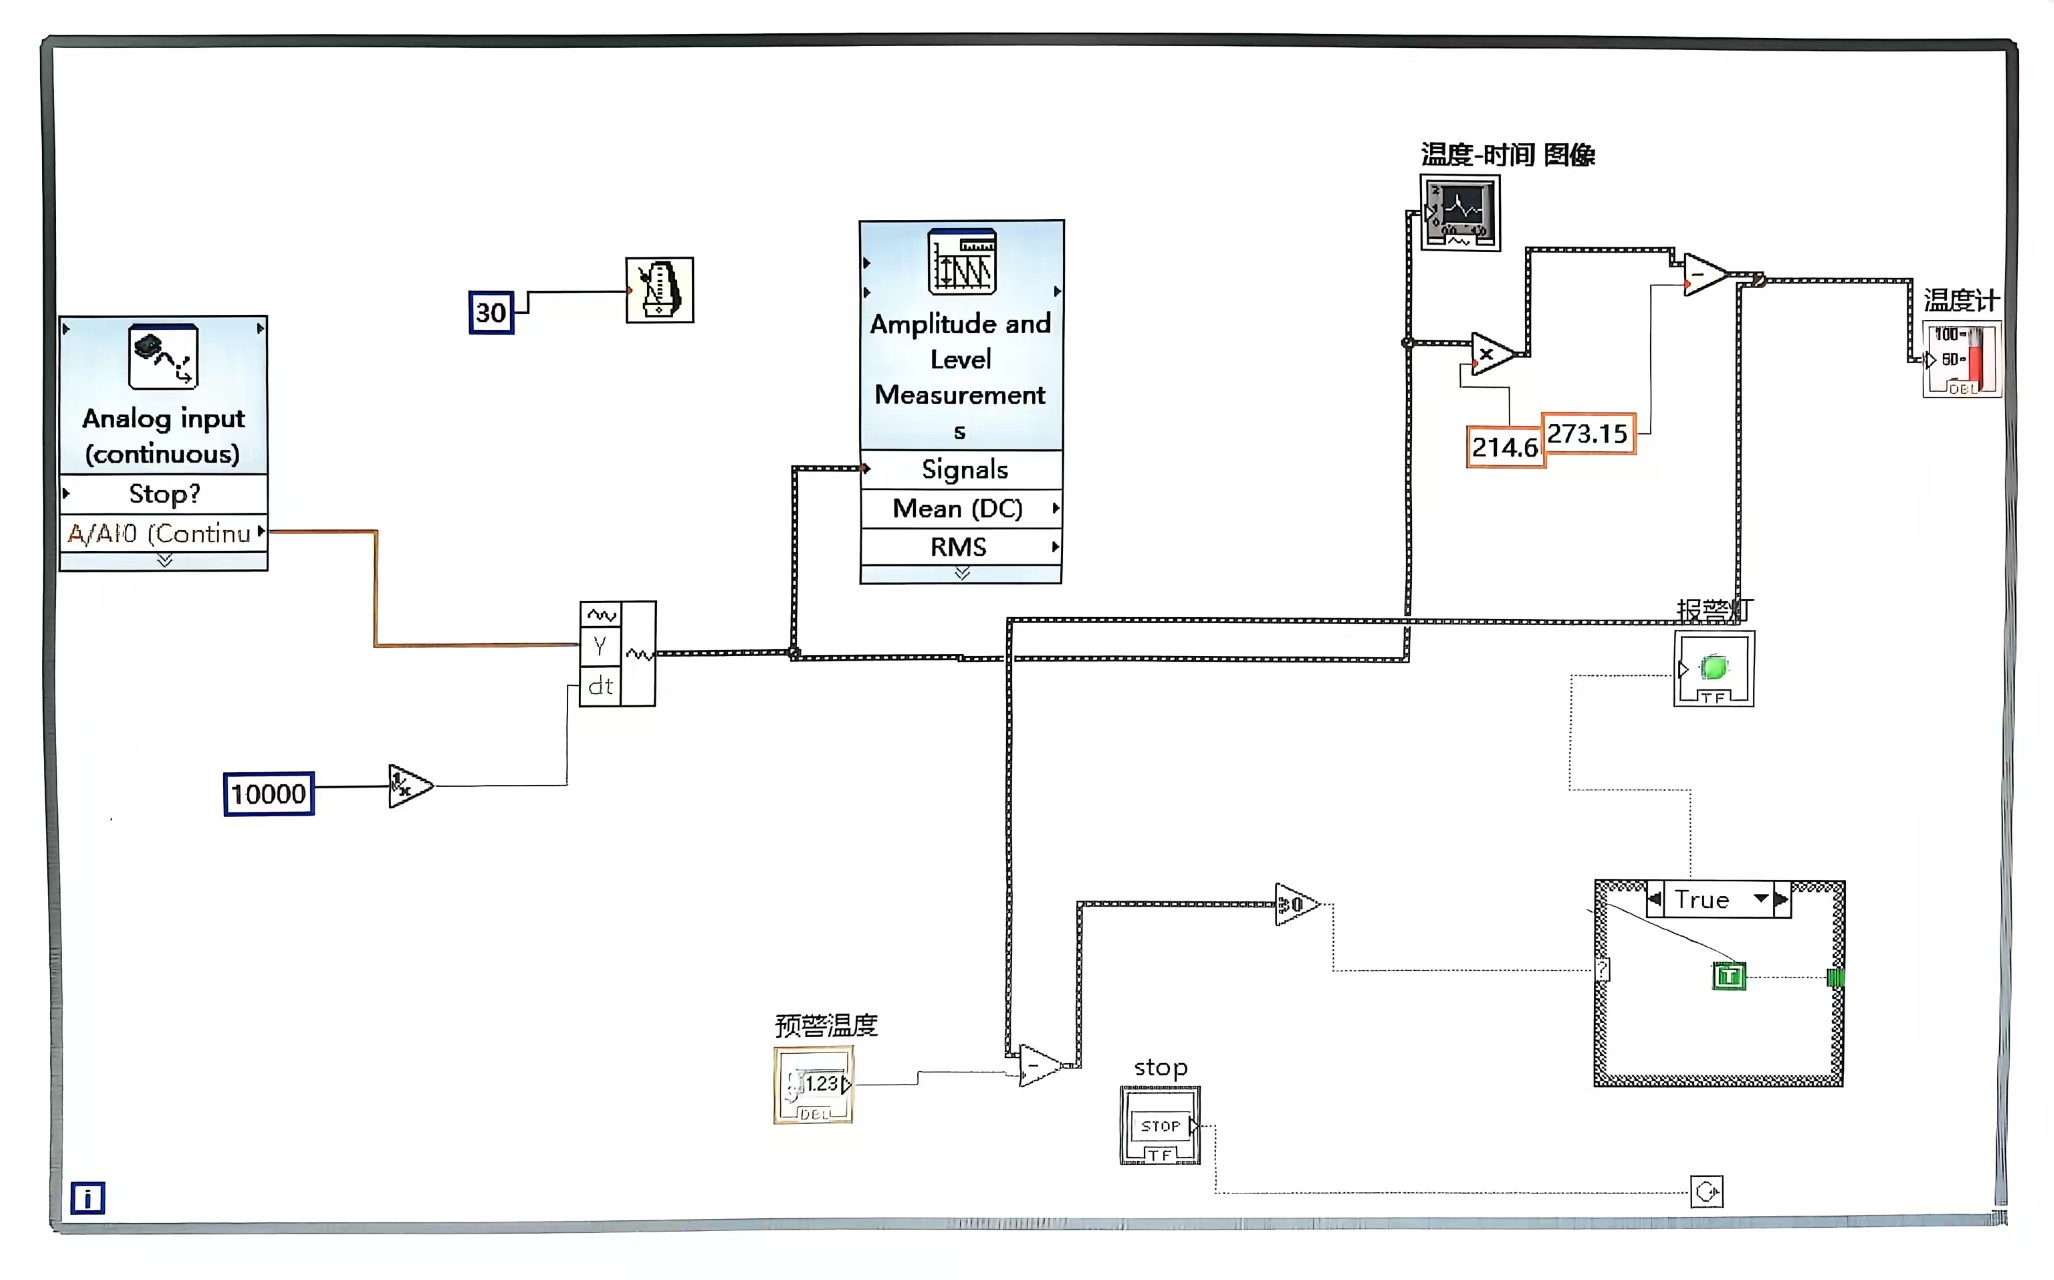 温度-时间 图像
温度计
100-
50-
DBL
30
Amplitude and
Level
Measurement
s
Signals
Mean (DC)
RMS
Analog input
(continuous)
Stop?
A/AI0 (Continu
214.6
273.15
Y
dt
10000
1/x
报警灯
TF
True
?
T
预警温度
1.23
DBL
stop
STOP
TF
i